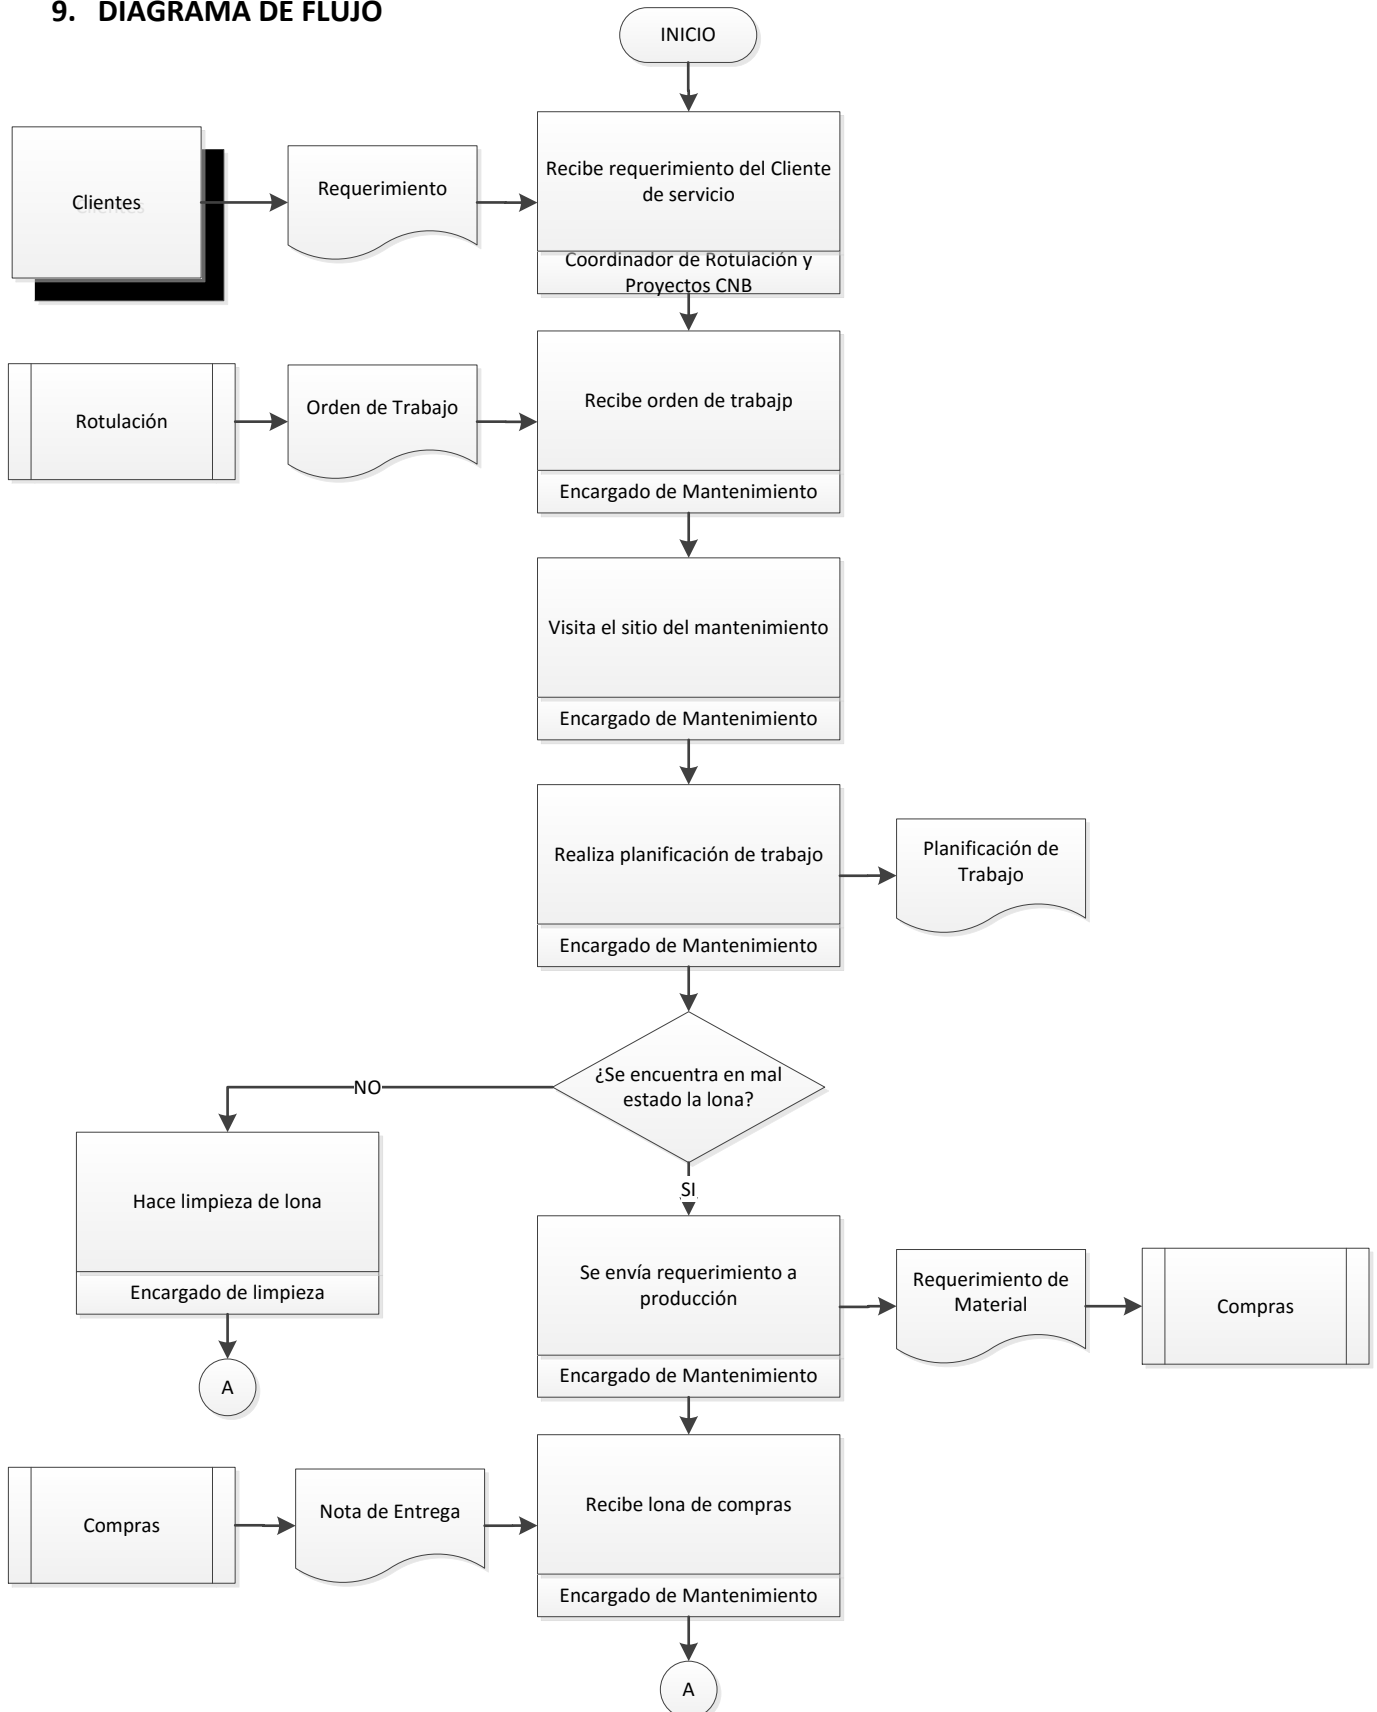 9. DIAGRAMA DE FLUJO
INICIO
Clientes
Requerimiento
Recibe requerimiento del Cliente
de servicio
Coordinador de Rotulación y
Proyectos CNB
Rotulación
Orden de Trabajo
Recibe orden de trabajp
Encargado de Mantenimiento
Visita el sitio del mantenimiento
Encargado de Mantenimiento
Realiza planificación de trabajo
Encargado de Mantenimiento
Planificación de
Trabajo
¿Se encuentra en mal
estado la lona?
NO
SI
Hace limpieza de lona
Encargado de limpieza
A
Se envía requerimiento a
producción
Encargado de Mantenimiento
Requerimiento de
Material
Compras
Compras
Nota de Entrega
Recibe lona de compras
Encargado de Mantenimiento
A